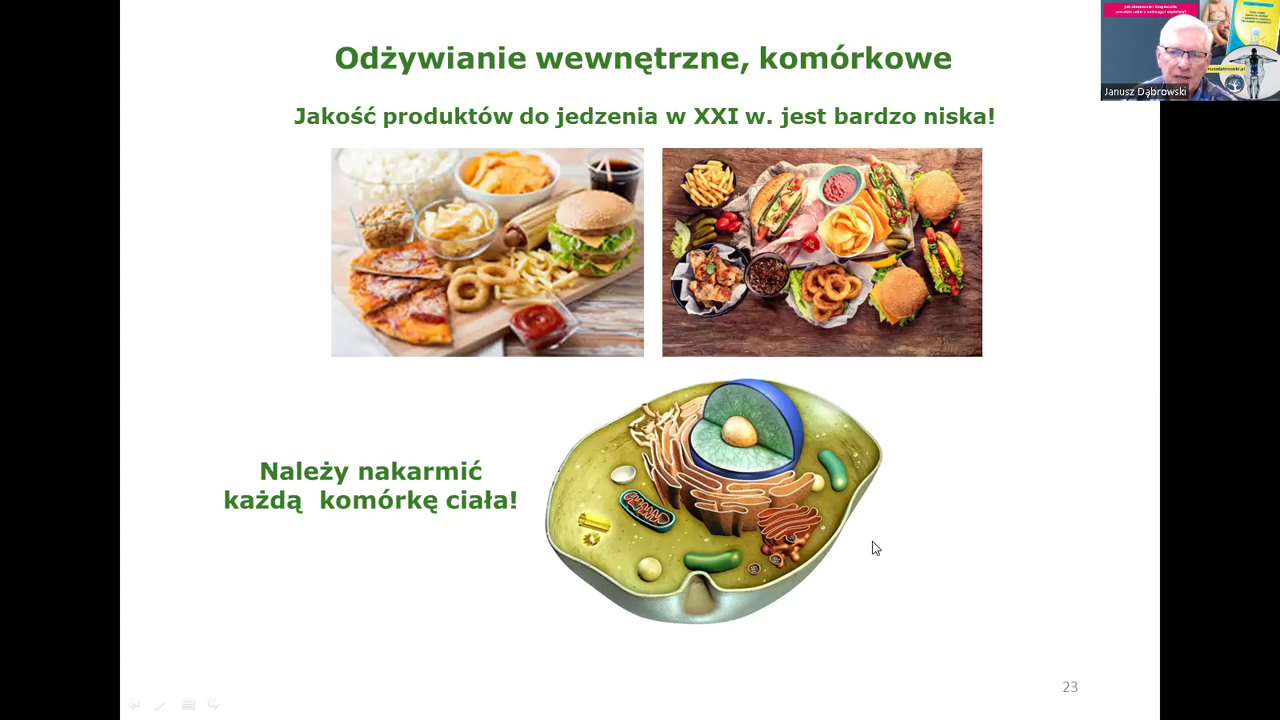 Odżywianie wewnętrzne, komórkowe
Jakość produktów do jedzenia w XXI w. jest bardzo niska!
Należy nakarmić
każdą komórkę ciała!
23
Janusz Dąbrowski